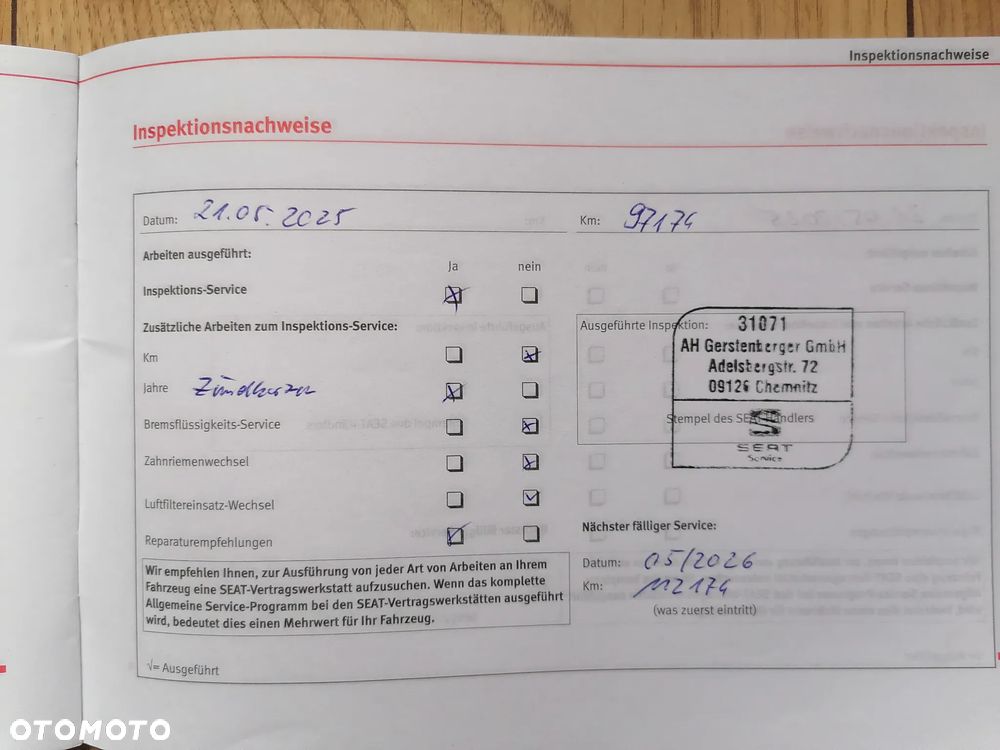 Inspektionsnachweise
Inspektionsnachweise
Datum: 21.05.2025
Km: 97174
Arbeiten ausgeführt:
Ja nein
Inspektions-Service
Zusätzliche Arbeiten zum Inspektions-Service:
Km
Jahre Zündkerzen
Bremsflüssigkeits-Service
Zahnriemenwechsel
Luftfiltereinsatz-Wechsel
Reparaturempfehlungen
Wir empfehlen Ihnen, zur Ausführung von jeder Art von Arbeiten an Ihrem
Fahrzeug eine SEAT-Vertragswerkstatt aufzusuchen. Wenn das komplette
Allgemeine Service-Programm bei den SEAT-Vertragswerkstätten ausgeführt
wird, bedeutet dies einen Mehrwert für Ihr Fahrzeug.
√= Ausgeführt
Ausgeführte Inspektion:
31071
AH Gerstenberger GmbH
Adelsbergstr. 72
09126 Chemnitz
Stempel des SEAT Händlers
SEAT
Service
Nächster fälliger Service:
Datum: 05/2026
Km: 112174
(was zuerst eintritt)
OTOMOTO